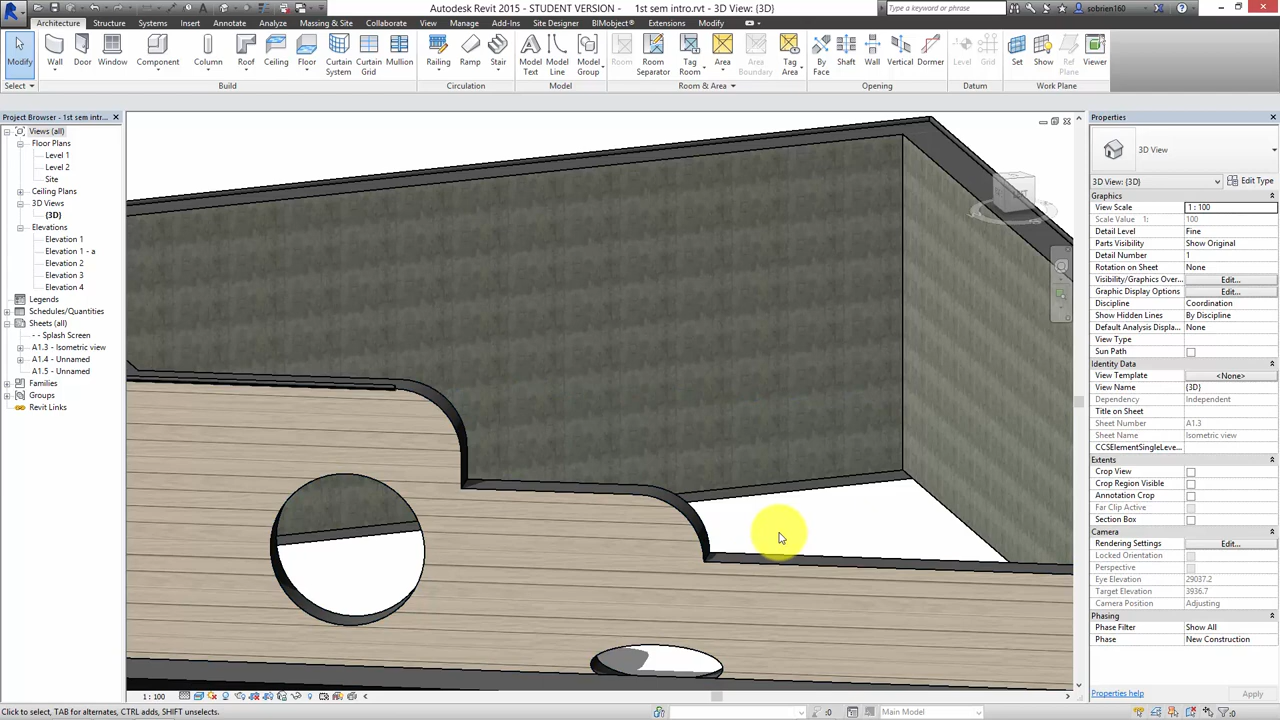 Autodesk Revit 2015 - STUDENT VERSION - 1st sem intro.rvt - 3D View: {3D}
Type a keyword or phrase
sobrien160
Architecture Structure Systems Insert Annotate Analyze Massing & Site Collaborate View Manage Add-Ins Site Designer BIMobject® Extensions Modify
Modify Wall Door Window Component Column Roof Ceiling Floor Curtain System Curtain Grid Mullion Railing Ramp Stair Model Text Model Line Model Group Room Room Separator Tag Room Area Area Boundary Tag Area By Face Shaft Wall Vertical Dormer Level Grid Set Show Ref Plane Viewer
Select Build Circulation Model Room & Area Opening Datum Work Plane
Project Browser - 1st sem intr...
Views (all)
Floor Plans
Level 1
Level 2
Site
Ceiling Plans
3D Views
{3D}
Elevations
Elevation 1
Elevation 1 - a
Elevation 2
Elevation 3
Elevation 4
Legends
Schedules/Quantities
Sheets (all)
- - Splash Screen
A1.3 - Isometric view
A1.4 - Unnamed
A1.5 - Unnamed
Families
Groups
Revit Links
Properties
3D View
3D View: {3D} Edit Type
Graphics
View Scale 1 : 100
Scale Value 1: 100
Detail Level Fine
Parts Visibility Show Original
Detail Number 1
Rotation on Sheet None
Visibility/Graphics Over... Edit...
Graphic Display Options Edit...
Discipline Coordination
Show Hidden Lines By Discipline
Default Analysis Displa... None
View Type
Sun Path
Identity Data
View Template <None>
View Name {3D}
Dependency Independent
Title on Sheet
Sheet Number A1.3
Sheet Name Isometric view
CCSElementSingleLeve...
Extents
Crop View
Crop Region Visible
Annotation Crop
Far Clip Active
Section Box
Camera
Rendering Settings Edit...
Locked Orientation
Perspective
Eye Elevation 29037.2
Target Elevation 3936.7
Camera Position Adjusting
Phasing
Phase Filter Show All
Phase New Construction
Properties help Apply
1 : 100
Click to select, TAB for alternates, CTRL adds, SHIFT unselects.
:0 Main Model :0